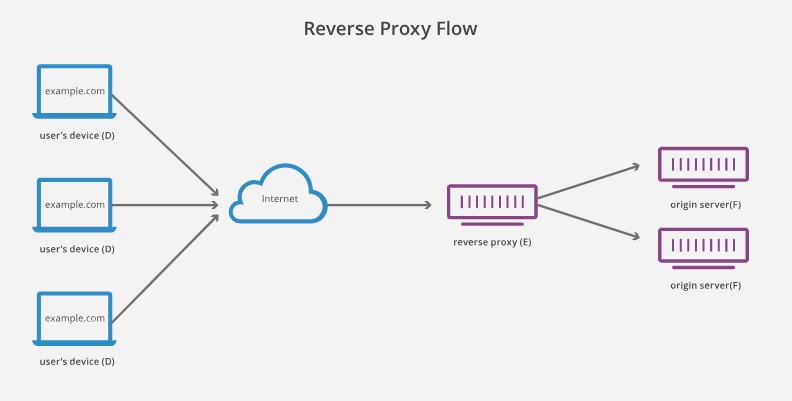 Reverse Proxy Flow
example.com
user's device (D)
example.com
user's device (D)
example.com
user's device (D)
Internet
reverse proxy (E)
origin server(F)
origin server(F)